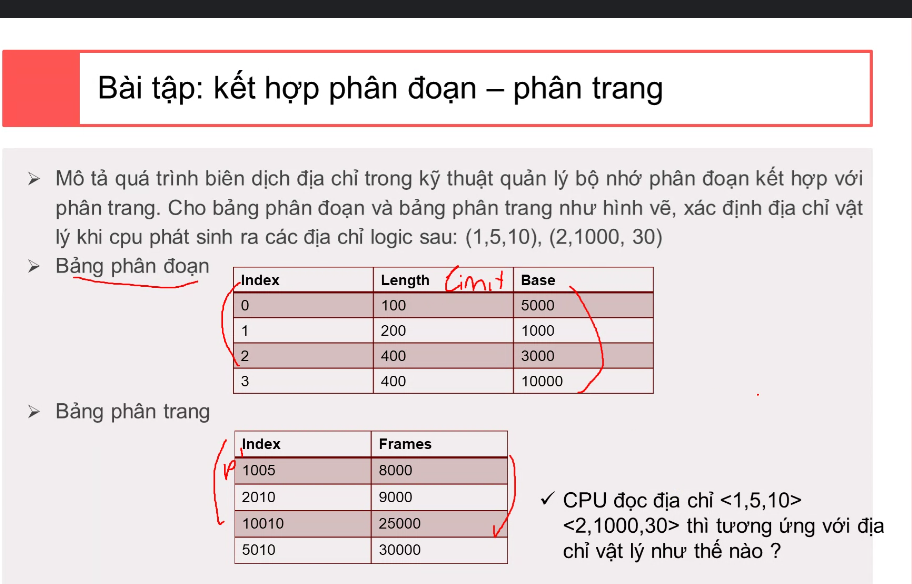 Bài tập: kết hợp phân đoạn – phân trang
Mô tả quá trình biên dịch địa chỉ trong kỹ thuật quản lý bộ nhớ phân đoạn kết hợp với
phân trang. Cho bảng phân đoạn và bảng phân trang như hình vẽ, xác định địa chỉ vật
lý khi cpu phát sinh ra các địa chỉ logic sau: (1,5,10), (2,1000, 30)
Bảng phân đoạn
Index Length Limit Base
0 100 5000
1 200 1000
2 400 3000
3 400 10000
Bảng phân trang
Index Frames
P 1005 8000
2010 9000
10010 25000
5010 30000
✓ CPU đọc địa chỉ <1,5,10>
<2,1000,30> thì tương ứng với địa
chỉ vật lý như thế nào ?